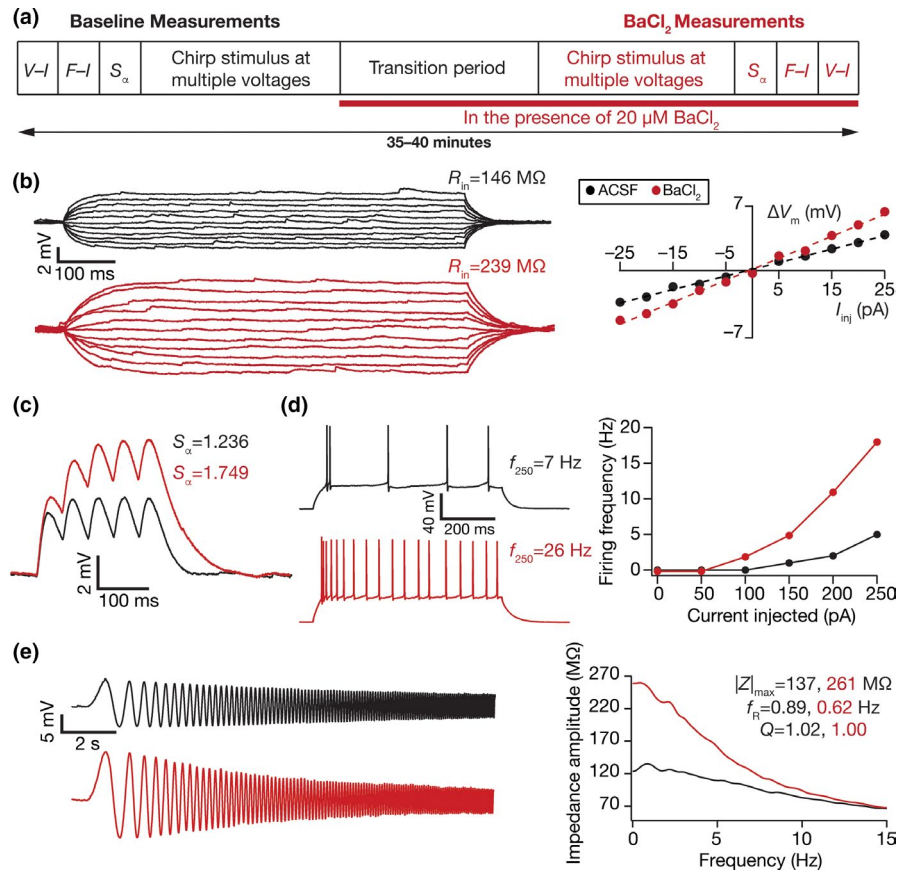 (a)
Baseline Measurements
BaCl₂ Measurements
V–I
F–I
Sα
Chirp stimulus at
multiple voltages
Transition period
Chirp stimulus at
multiple voltages
Sα
F–I
V–I
In the presence of 20 µM BaCl₂
35–40 minutes
(b)
Rin=146 MΩ
2 mV
100 ms
Rin=239 MΩ
ACSF
BaCl₂
7
ΔVm (mV)
−25
−15
−5
5
15
25
Iinj (pA)
−7
(c)
Sα=1.236
Sα=1.749
2 mV
100 ms
(d)
f250=7 Hz
40 mV
200 ms
f250=26 Hz
Firing frequency (Hz)
20
15
10
5
0
0
50
100
150
200
250
Current injected (pA)
(e)
5 mV
2 s
Impedance amplitude (MΩ)
270
220
170
120
70
|Z|max=137, 261 MΩ
fR=0.89, 0.62 Hz
Q=1.02, 1.00
0
5
10
15
Frequency (Hz)